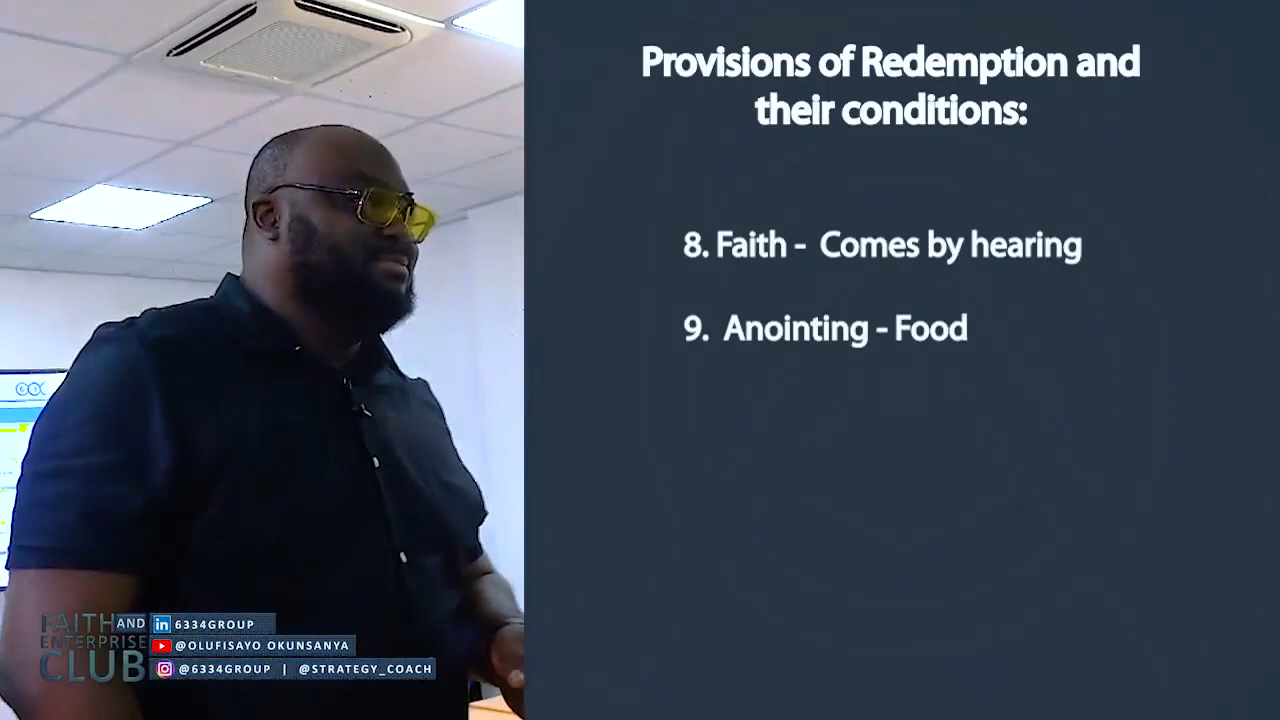 Provisions of Redemption and
their conditions:
8. Faith - Comes by hearing
9. Anointing - Food
FAITH AND
ENTERPRISE
CLUB
6334GROUP
@OLUFISAYO OKUNSANYA
@6334GROUP | @STRATEGY_COACH